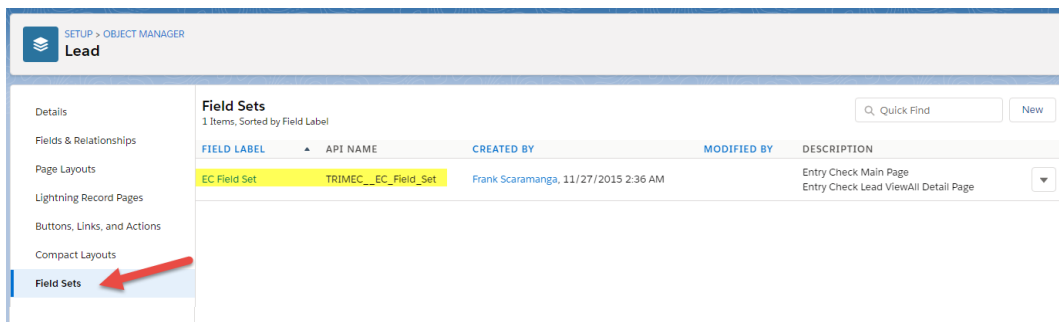 SETUP > OBJECT MANAGER
Lead
Details
Fields & Relationships
Page Layouts
Lightning Record Pages
Buttons, Links, and Actions
Compact Layouts
Field Sets
Field Sets
1 Items, Sorted by Field Label
Quick Find
New
FIELD LABEL API NAME CREATED BY MODIFIED BY DESCRIPTION
EC Field Set TRIMEC__EC_Field_Set Frank Scaramanga, 11/27/2015 2:36 AM
Entry Check Main Page
Entry Check Lead ViewAll Detail Page